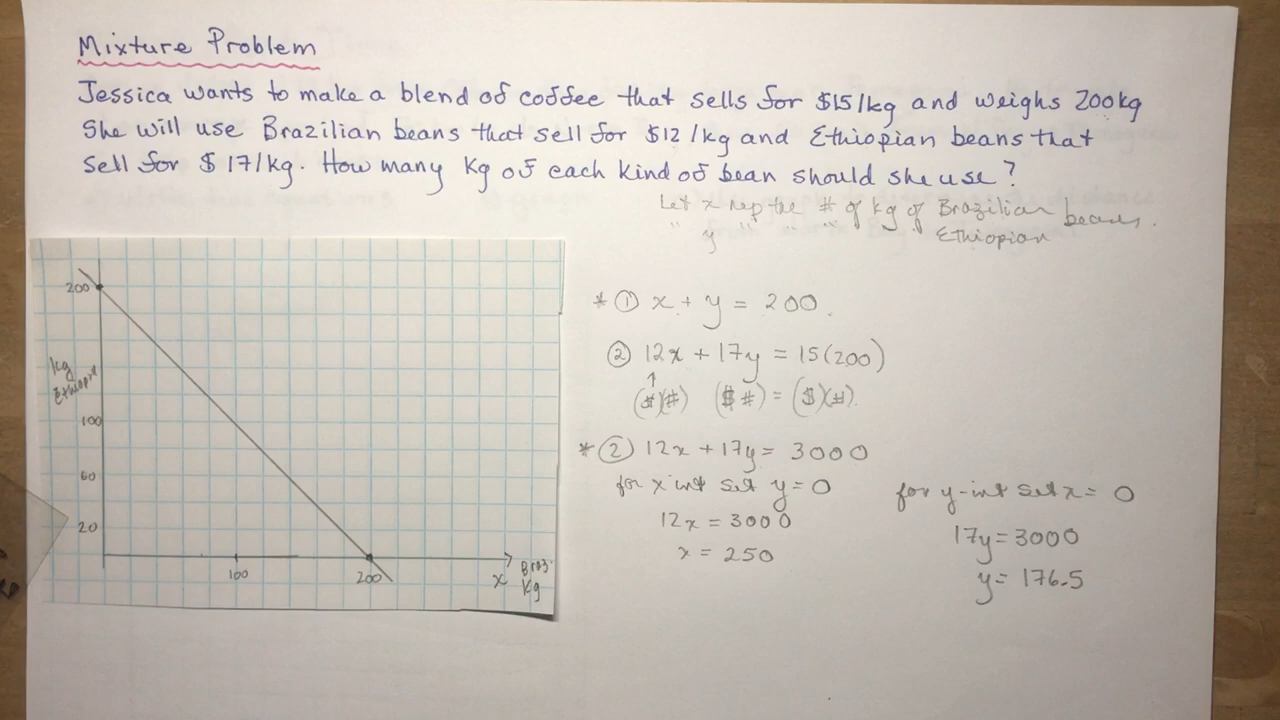 Mixture Problem
Jessica wants to make a blend of coffee that sells for $15/kg and weighs 200kg
She will use Brazilian beans that sell for $12/kg and Ethiopian beans that
sell for $17/kg. How many Kg of each kind of bean should she use?
Let x rep the # of kg of Brazilian beans.
" y " " " Ethiopian
* ① x + y = 200
② 12x + 17y = 15(200)
↑
( )(#) ($ #) = ($)(#)
* ② 12x + 17y = 3000
for x int set y = 0
12x = 3000
x = 250
for y-int set x = 0
17y = 3000
y = 176.5
200
kg
Ethiop
100
60
20
100
200
x
Braz
Kg